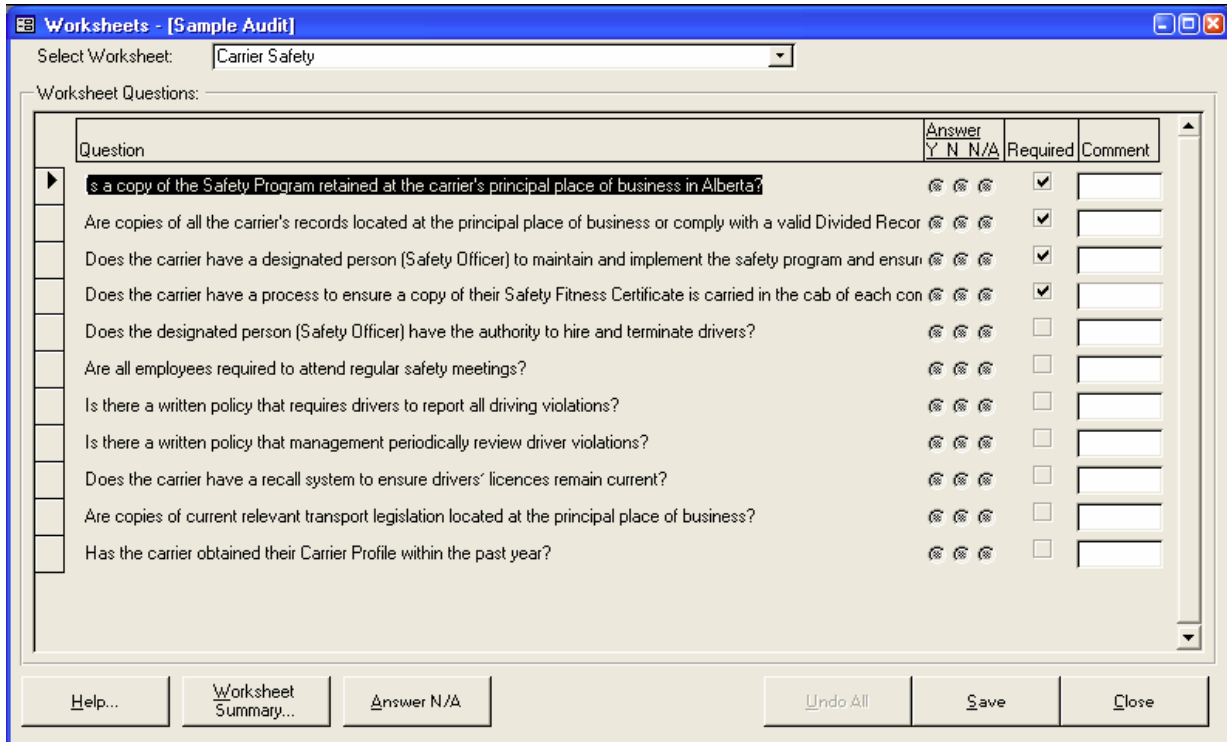 Worksheets - [Sample Audit]
Select Worksheet: Carrier Safety
Worksheet Questions:
Answer
Question Y N N/A Required Comment
Is a copy of the Safety Program retained at the carrier's principal place of business in Alberta?
Are copies of all the carrier's records located at the principal place of business or comply with a valid Divided Recor
Does the carrier have a designated person (Safety Officer) to maintain and implement the safety program and ensur
Does the carrier have a process to ensure a copy of their Safety Fitness Certificate is carried in the cab of each con
Does the designated person (Safety Officer) have the authority to hire and terminate drivers?
Are all employees required to attend regular safety meetings?
Is there a written policy that requires drivers to report all driving violations?
Is there a written policy that management periodically review driver violations?
Does the carrier have a recall system to ensure drivers' licences remain current?
Are copies of current relevant transport legislation located at the principal place of business?
Has the carrier obtained their Carrier Profile within the past year?
Help... Worksheet Summary... Answer N/A Undo All Save Close